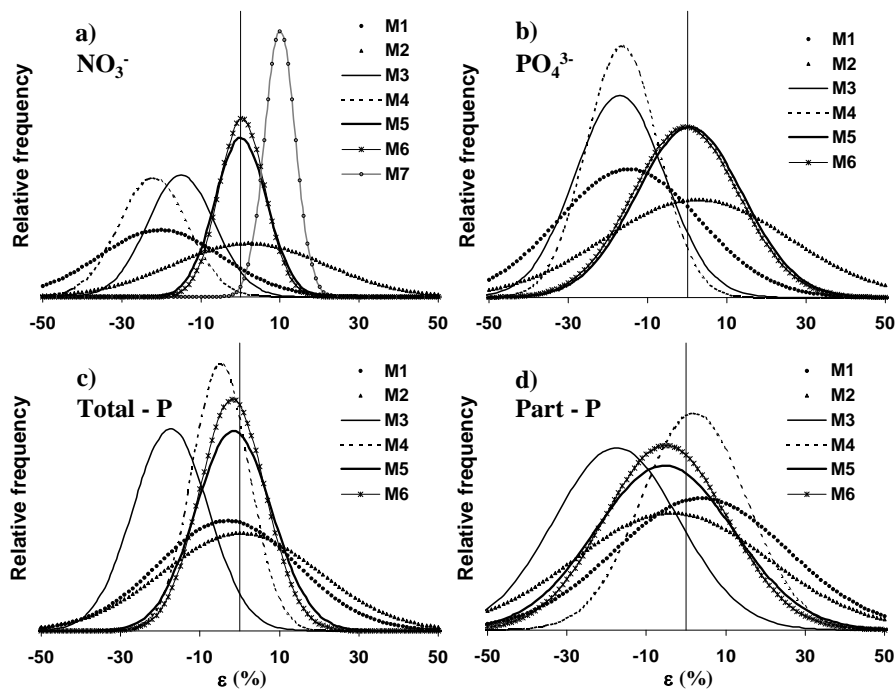 a)
NO₃⁻
M1
M2
M3
M4
M5
M6
M7
Relative frequency
-50 -30 -10 10 30 50
b)
PO₄³⁻
M1
M2
M3
M4
M5
M6
Relative frequency
-50 -30 -10 10 30 50
c)
Total - P
M1
M2
M3
M4
M5
M6
Relative frequency
-50 -30 -10 10 30 50
ε (%)
d)
Part - P
M1
M2
M3
M4
M5
M6
Relative frequency
-50 -30 -10 10 30 50
ε (%)